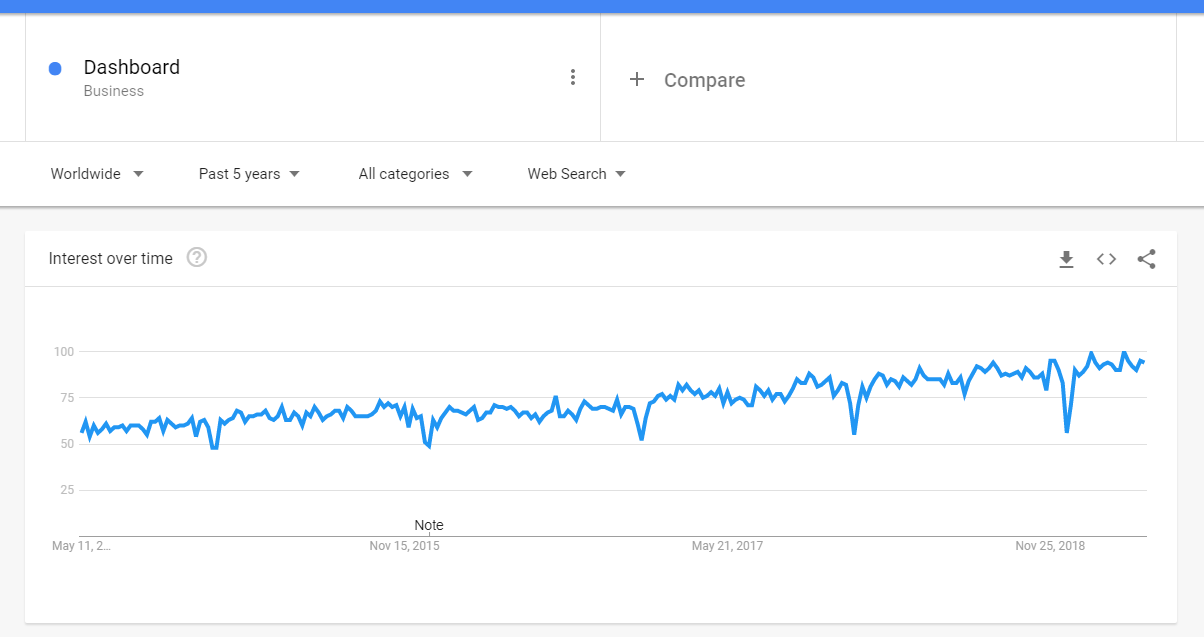 Dashboard
Business
Compare
Worldwide
Past 5 years
All categories
Web Search
Interest over time
100
75
50
25
Note
May 11, 2...
Nov 15, 2015
May 21, 2017
Nov 25, 2018